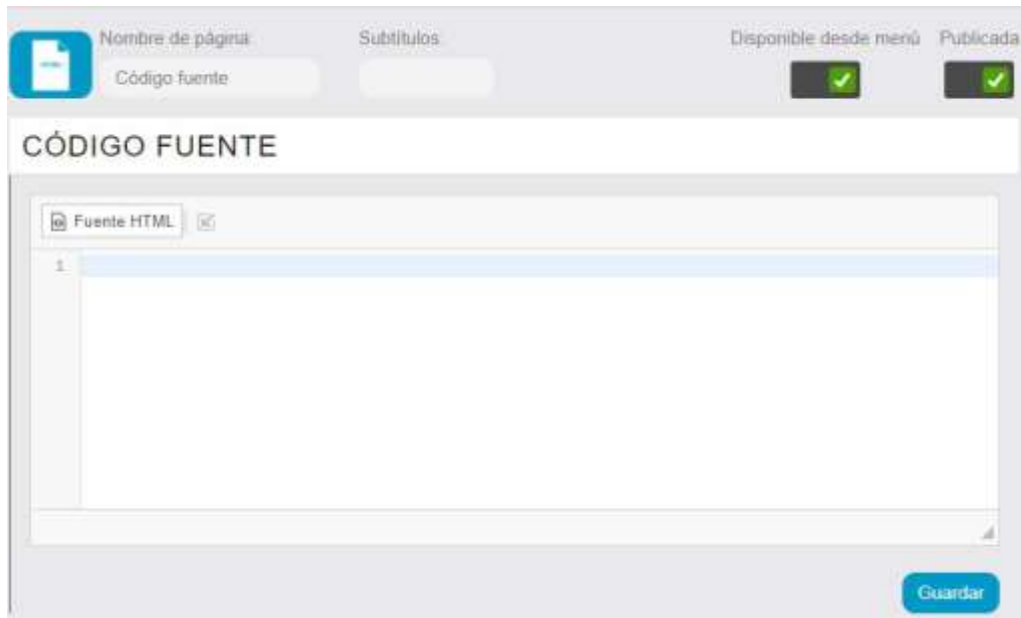 Nombre de página: Subtítulos: Disponible desde menú Publicada
Código fuente
CÓDIGO FUENTE
Fuente HTML
1
Guardar